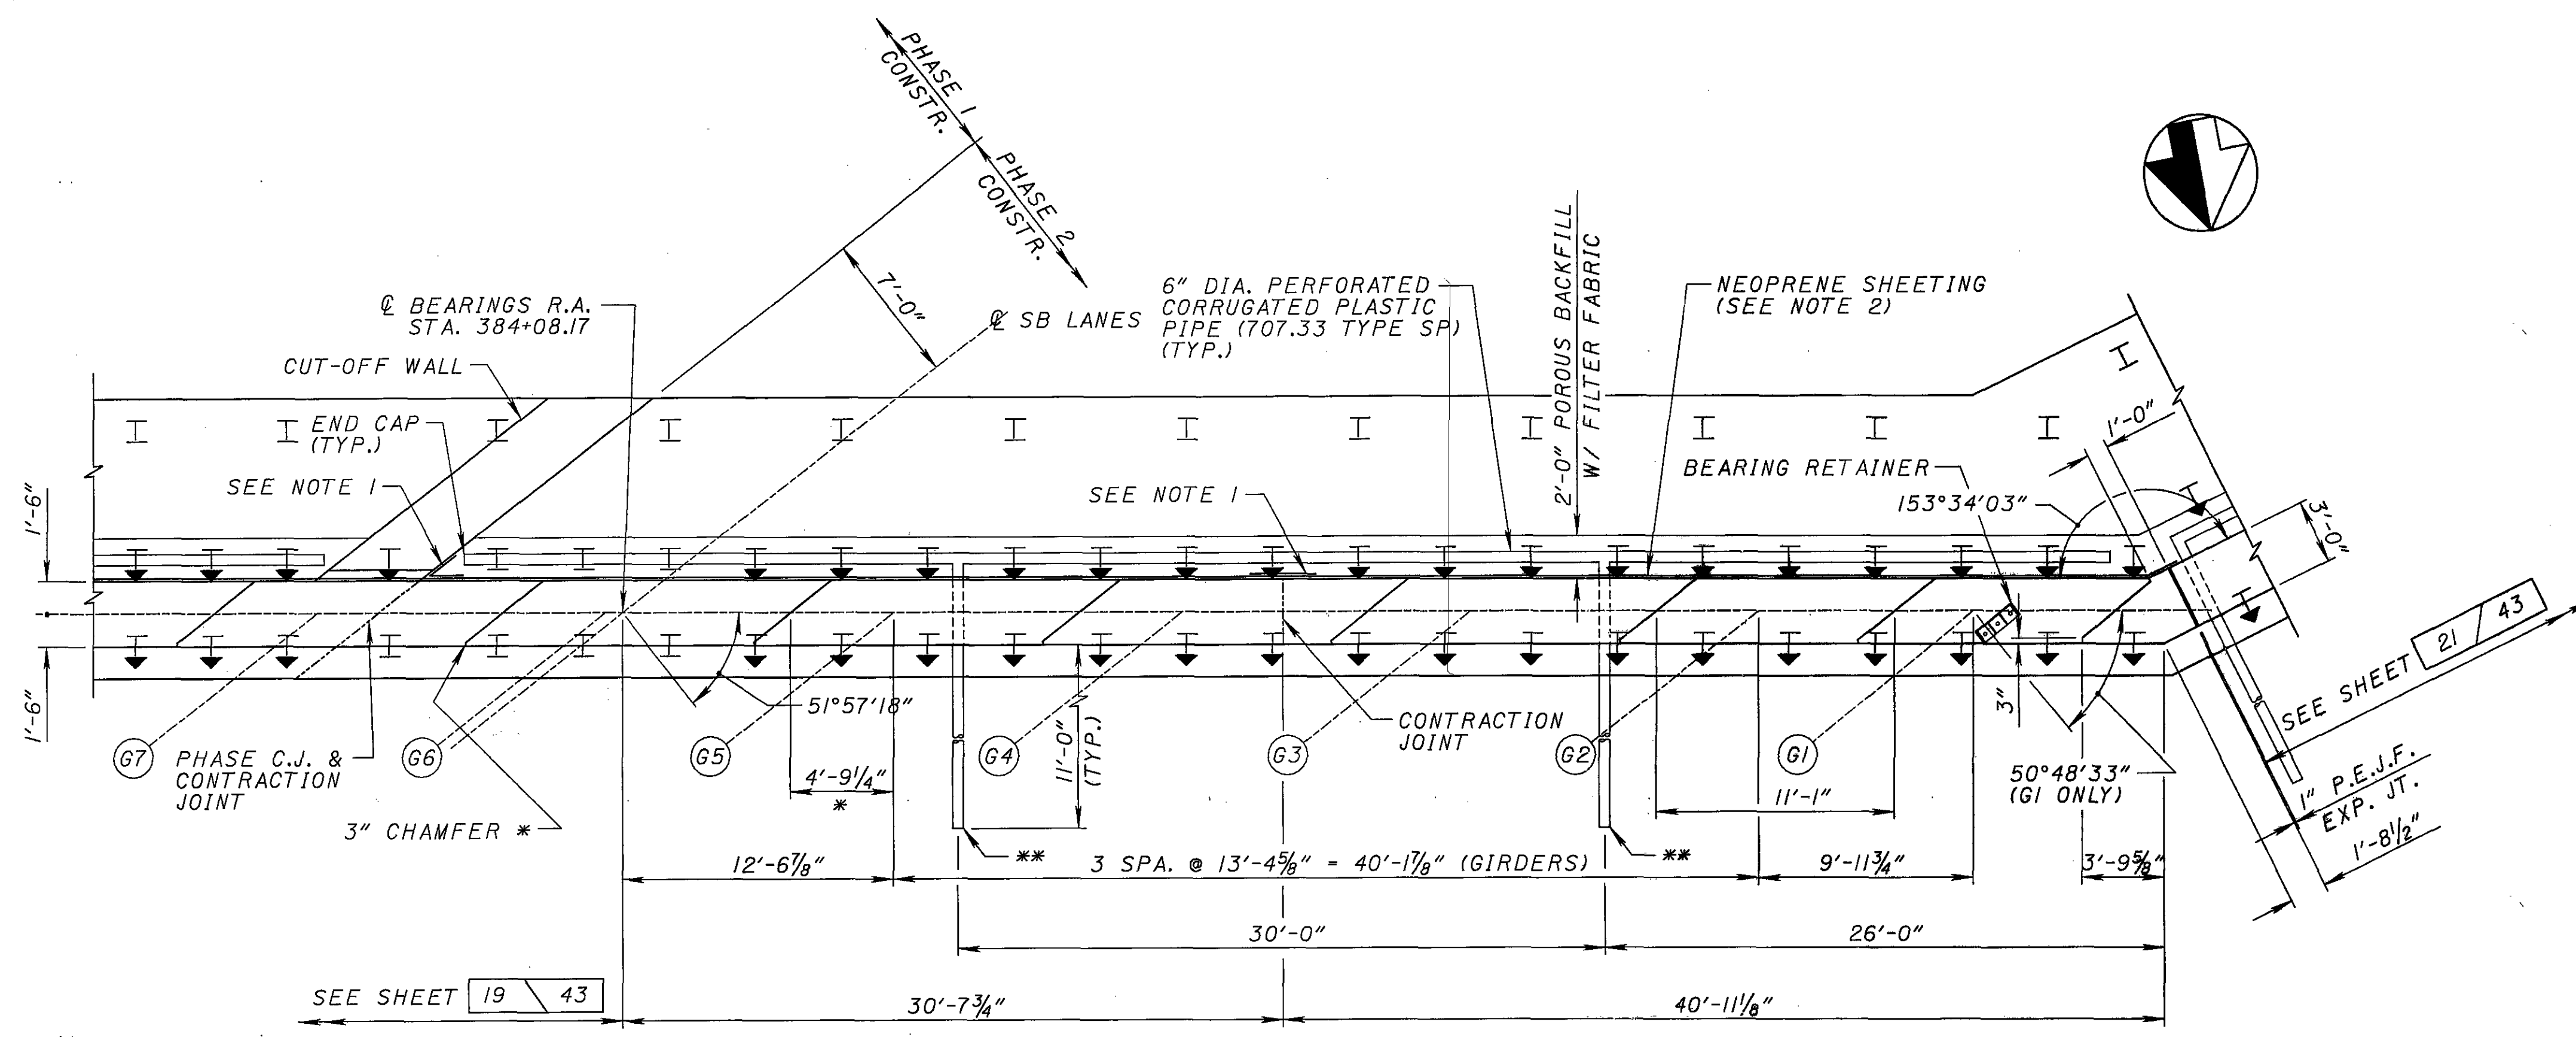 PHASE 1
CONSTR.
PHASE 2
CONSTR.
7'-0"
℄ BEARINGS R.A.
STA. 384+08.17
CUT-OFF WALL
END CAP
(TYP.)
SEE NOTE 1
℄ SB LANES
6" DIA. PERFORATED
CORRUGATED PLASTIC
PIPE (707.33 TYPE SP)
(TYP.)
2'-0" POROUS BACKFILL
W/ FILTER FABRIC
NEOPRENE SHEETING
(SEE NOTE 2)
SEE NOTE 1
BEARING RETAINER
153°34'03"
1'-0"
3'-0"
1'-6"
1'-6"
G7
PHASE C.J. &
CONTRACTION
JOINT
G6
3" CHAMFER *
51°57'18"
G5
4'-9 1/4"
*
G4
11'-0"
(TYP.)
G3
CONTRACTION
JOINT
G2
G1
11'-1"
3"
50°48'33"
(G1 ONLY)
SEE SHEET 21 / 43
1" P.E.J.F.
EXP. JT.
1'-8 1/2"
**
**
12'-6 7/8"
3 SPA. @ 13'-4 5/8" = 40'-1 7/8" (GIRDERS)
9'-11 3/4"
3'-9 5/8"
30'-0"
26'-0"
SEE SHEET 19 \ 43
30'-7 3/4"
40'-11 1/8"